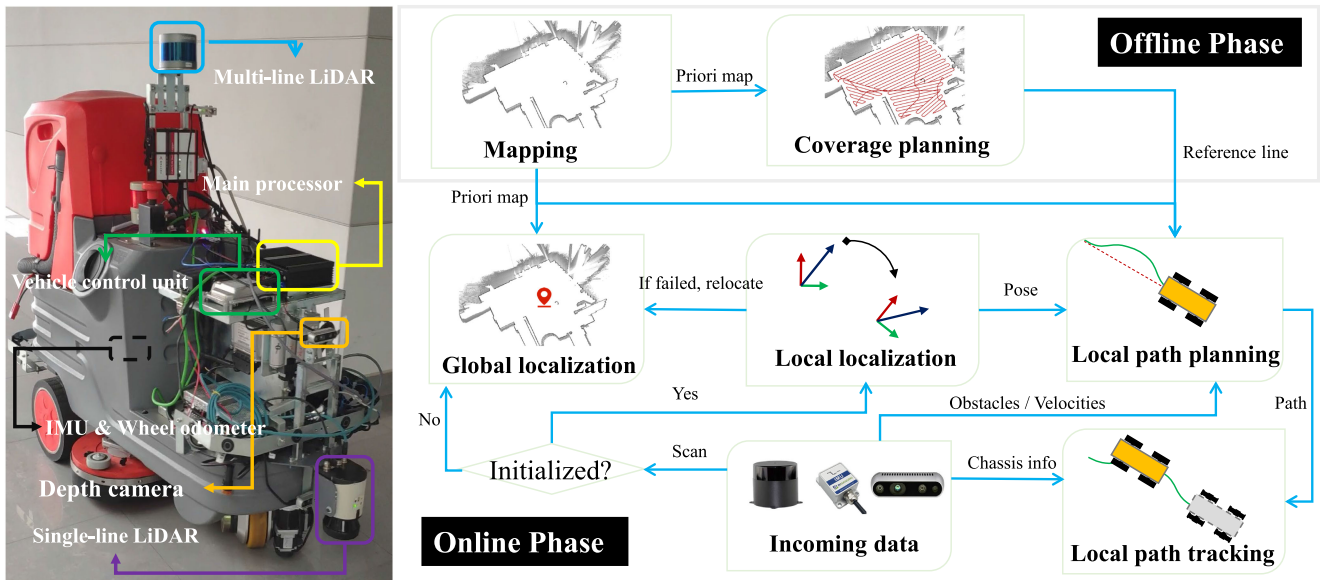 Multi-line LiDAR
Main processor
Vehicle control unit
IMU & Wheel odometer
Depth camera
Single-line LiDAR
Offline Phase
Priori map
Mapping
Coverage planning
Reference line
Priori map
If failed, relocate
Pose
Global localization
Local localization
Local path planning
Yes
Obstacles / Velocities
Path
No
Scan
Chassis info
Initialized?
Online Phase
Incoming data
Local path tracking